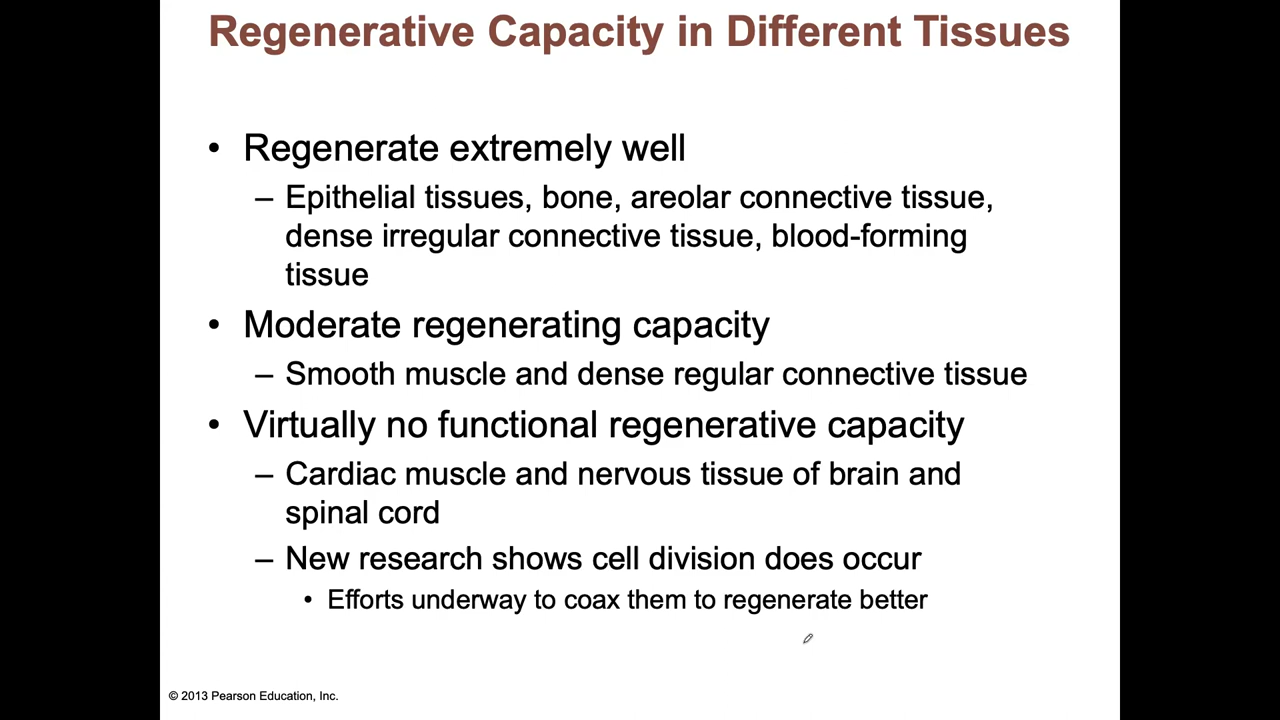 Regenerative Capacity in Different Tissues
• Regenerate extremely well
– Epithelial tissues, bone, areolar connective tissue,
dense irregular connective tissue, blood-forming
tissue
• Moderate regenerating capacity
– Smooth muscle and dense regular connective tissue
• Virtually no functional regenerative capacity
– Cardiac muscle and nervous tissue of brain and
spinal cord
– New research shows cell division does occur
• Efforts underway to coax them to regenerate better
© 2013 Pearson Education, Inc.